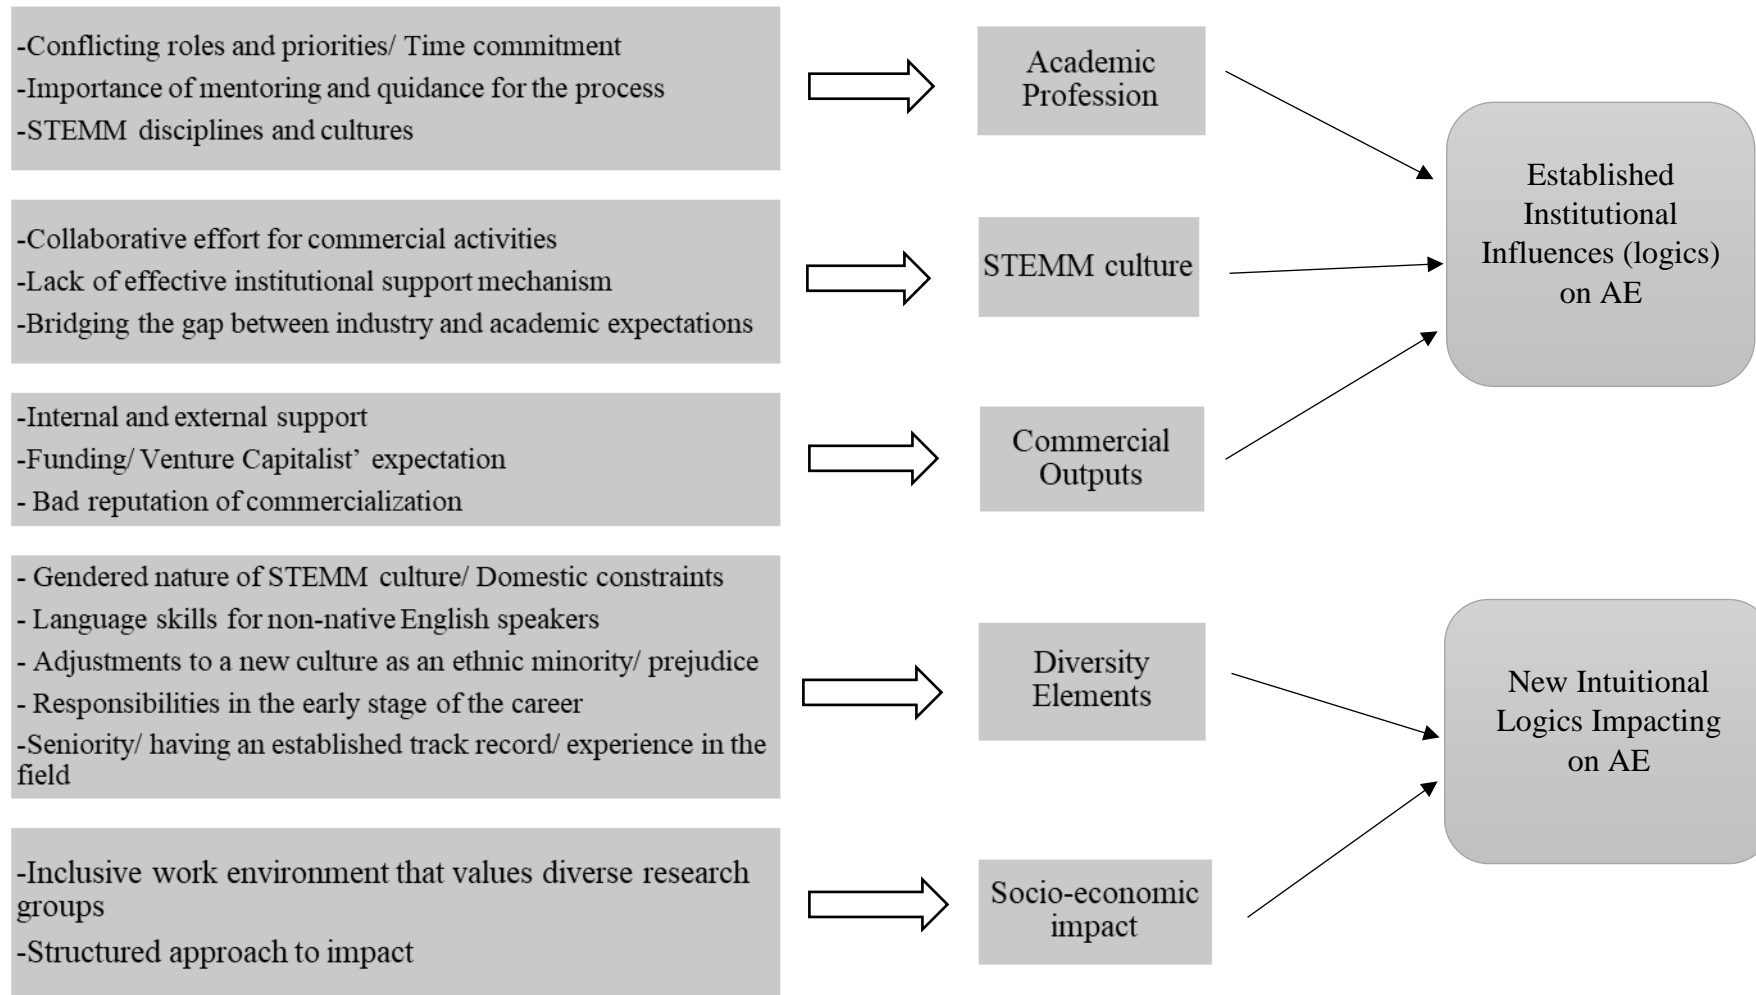 -Conflicting roles and priorities/ Time commitment
-Importance of mentoring and quidance for the process
-STEMM disciplines and cultures
Academic
Profession
-Collaborative effort for commercial activities
-Lack of effective institutional support mechanism
-Bridging the gap between industry and academic expectations
STEMM culture
-Internal and external support
-Funding/ Venture Capitalist’ expectation
- Bad reputation of commercialization
Commercial
Outputs
Established
Institutional
Influences (logics)
on AE
- Gendered nature of STEMM culture/ Domestic constraints
- Language skills for non-native English speakers
- Adjustments to a new culture as an ethnic minority/ prejudice
- Responsibilities in the early stage of the career
-Seniority/ having an established track record/ experience in the
field
Diversity
Elements
-Inclusive work environment that values diverse research
groups
-Structured approach to impact
Socio-economic
impact
New Intuitional
Logics Impacting
on AE